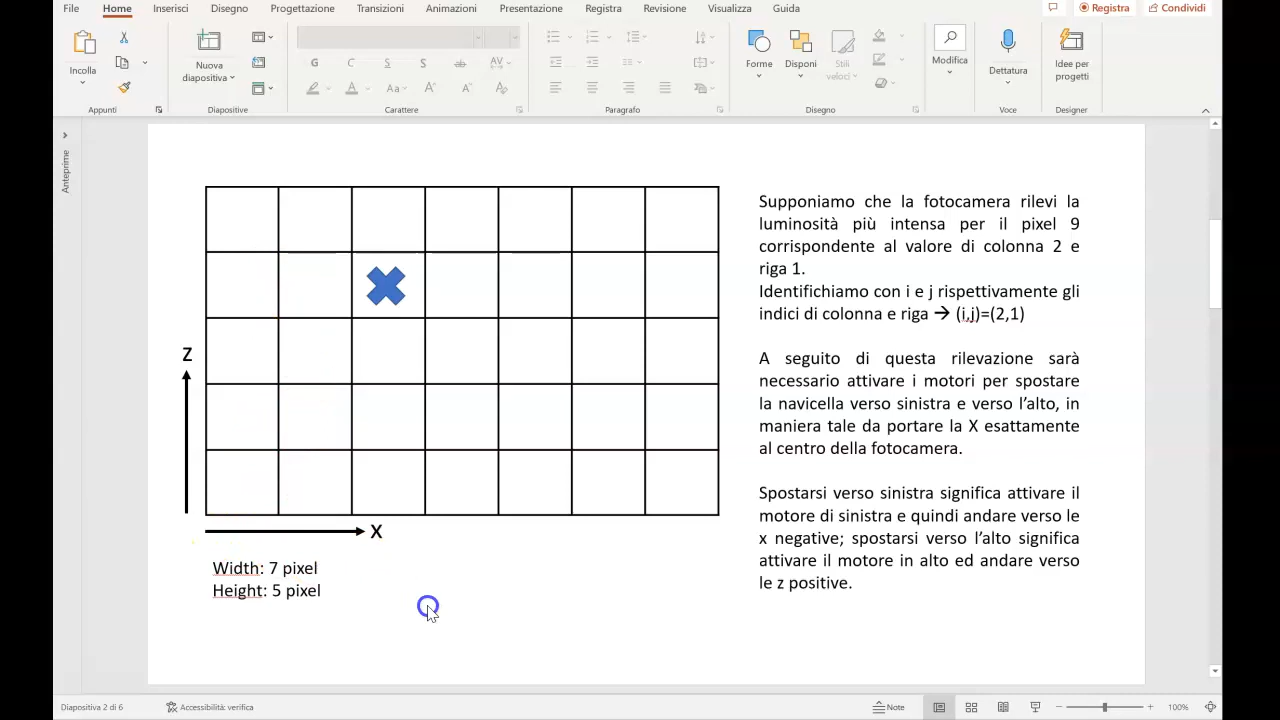 File Home Inserisci Disegno Progettazione Transizioni Animazioni Presentazione Registra Revisione Visualizza Guida Registra Condividi
Incolla
Nuova
diapositiva
G C S S ab AV
A A Aa A A A
Forme
Disponi
Stili
veloci
Modifica
Dettatura
Idee per
progetti
Appunti Diapositive Carattere Paragrafo Disegno Voce Designer
Anteprime
Z
X
Width: 7 pixel
Height: 5 pixel
Supponiamo che la fotocamera rilevi la
luminosità più intensa per il pixel 9
corrispondente al valore di colonna 2 e
riga 1.
Identifichiamo con i e j rispettivamente gli
indici di colonna e riga → (i,j)=(2,1)
A seguito di questa rilevazione sarà
necessario attivare i motori per spostare
la navicella verso sinistra e verso l’alto, in
maniera tale da portare la X esattamente
al centro della fotocamera.
Spostarsi verso sinistra significa attivare il
motore di sinistra e quindi andare verso le
x negative; spostarsi verso l’alto significa
attivare il motore in alto ed andare verso
le z positive.
Diapositiva 2 di 6 Accessibilità: verifica Note 100%